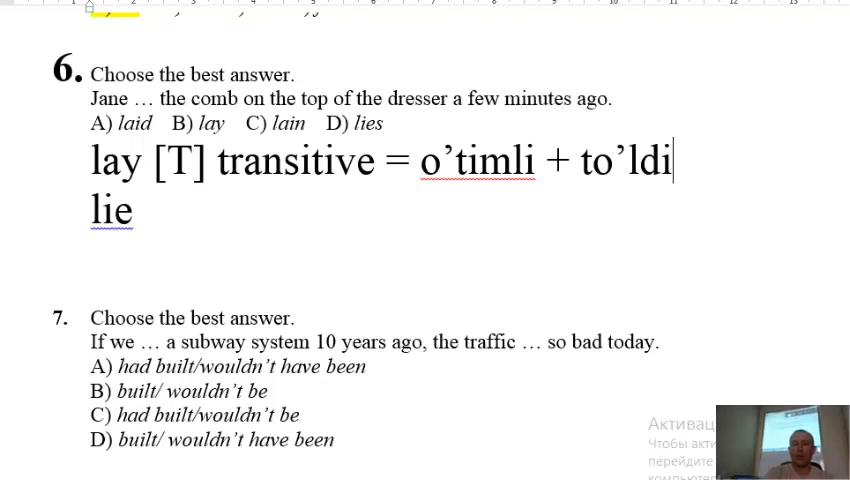 6. Choose the best answer.
Jane … the comb on the top of the dresser a few minutes ago.
A) laid B) lay C) lain D) lies
lay [T] transitive = o’timli + to’ldi
lie
7. Choose the best answer.
If we … a subway system 10 years ago, the traffic … so bad today.
A) had built/wouldn’t have been
B) built/ wouldn’t be
C) had built/wouldn’t be
D) built/ wouldn’t have been
Активац
Чтобы акти
перейдите
компьютер